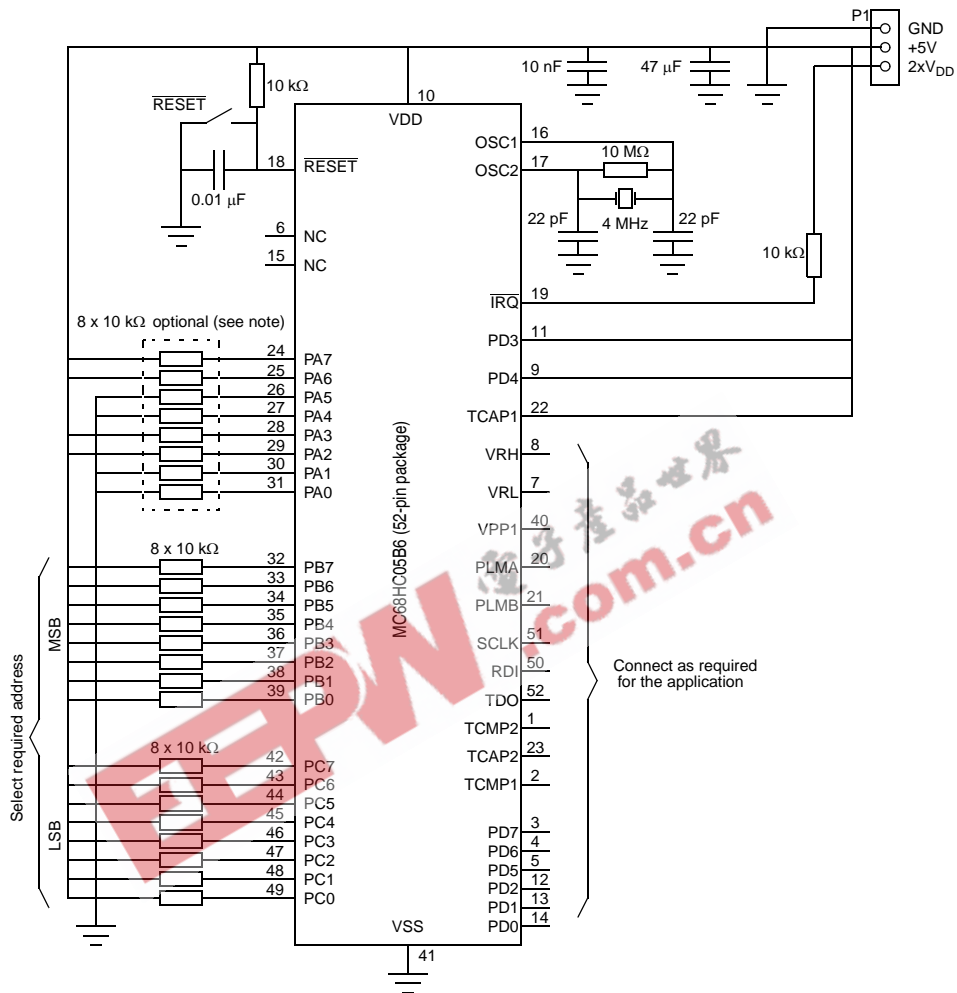 P1
GND
+5V
2xVDD
10 nF
47 µF
10 kΩ
RESET
10
VDD
18
RESET
0.01 µF
OSC1
16
10 MΩ
OSC2
17
22 pF
4 MHz
22 pF
6
NC
15
NC
10 kΩ
IRQ
19
8 x 10 kΩ optional (see note)
PD3
11
PD4
9
TCAP1
22
24
PA7
25
PA6
26
PA5
27
PA4
28
PA3
29
PA2
30
PA1
31
PA0
MC68HC05B6 (52-pin package)
VRH
8
VRL
7
VPP1
40
PLMA
20
PLMB
21
SCLK
51
RDI
50
TDO
52
TCMP2
1
TCAP2
23
TCMP1
2
PD7
3
PD6
4
PD5
5
PD2
12
PD1
13
PD0
14
Connect as required
for the application
8 x 10 kΩ
32
PB7
33
PB6
34
PB5
35
PB4
36
PB3
37
PB2
38
PB1
39
PB0
8 x 10 kΩ
42
PC7
43
PC6
44
PC5
45
PC4
46
PC3
47
PC2
48
PC1
49
PC0
Select required address
MSB
LSB
VSS
41
EEPW
.com.cn
電子產品世界